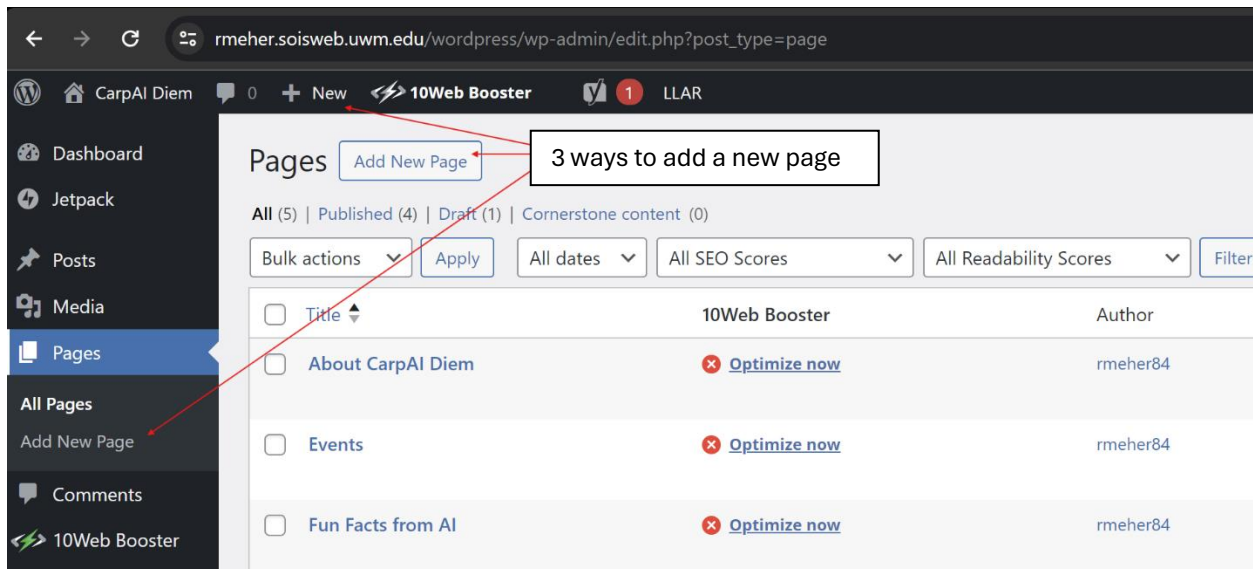 rmeher.soisweb.uwm.edu/wordpress/wp-admin/edit.php?post_type=page
CarpAI Diem 0 + New 10Web Booster 1 LLAR
Dashboard
Jetpack
Posts
Media
Pages
All Pages
Add New Page
Comments
10Web Booster
Pages Add New Page
3 ways to add a new page
All (5) | Published (4) | Draft (1) | Cornerstone content (0)
Bulk actions Apply All dates All SEO Scores All Readability Scores Filter
Title 10Web Booster Author
About CarpAI Diem Optimize now rmeher84
Events Optimize now rmeher84
Fun Facts from AI Optimize now rmeher84